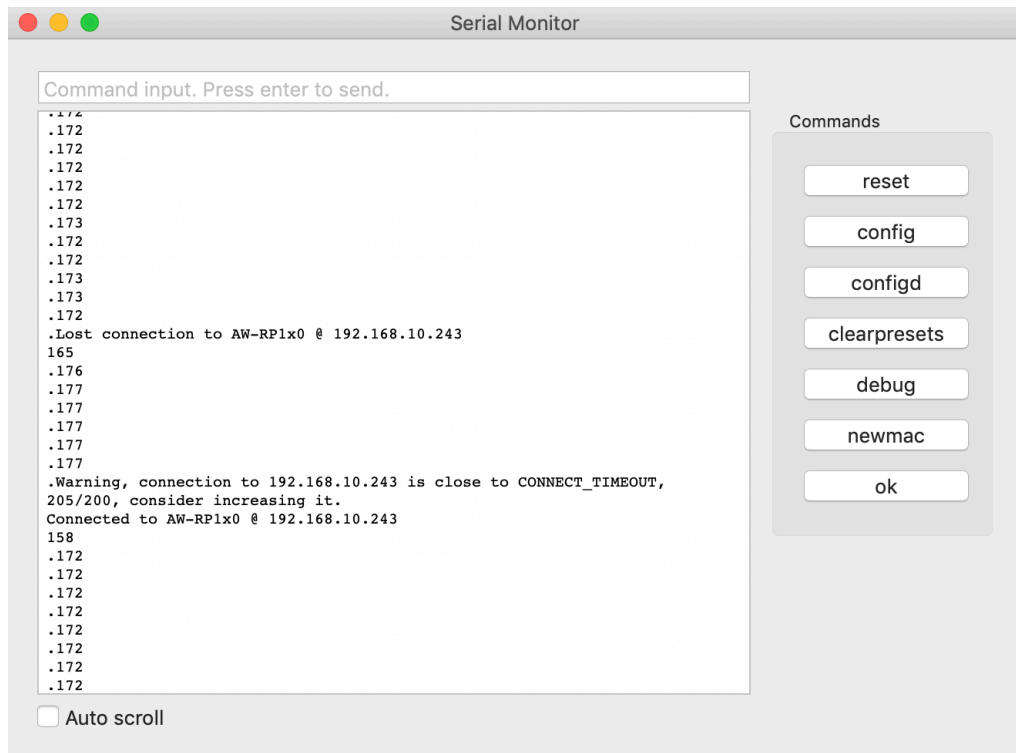 Serial Monitor
Command input. Press enter to send.
.172
.172
.172
.172
.172
.172
.173
.172
.172
.173
.173
.172
.Lost connection to AW-RP1x0 @ 192.168.10.243
165
.176
.177
.177
.177
.177
.177
.Warning, connection to 192.168.10.243 is close to CONNECT_TIMEOUT,
205/200, consider increasing it.
Connected to AW-RP1x0 @ 192.168.10.243
158
.172
.172
.172
.172
.172
.172
.172
.172
Auto scroll
Commands
reset
config
configd
clearpresets
debug
newmac
ok